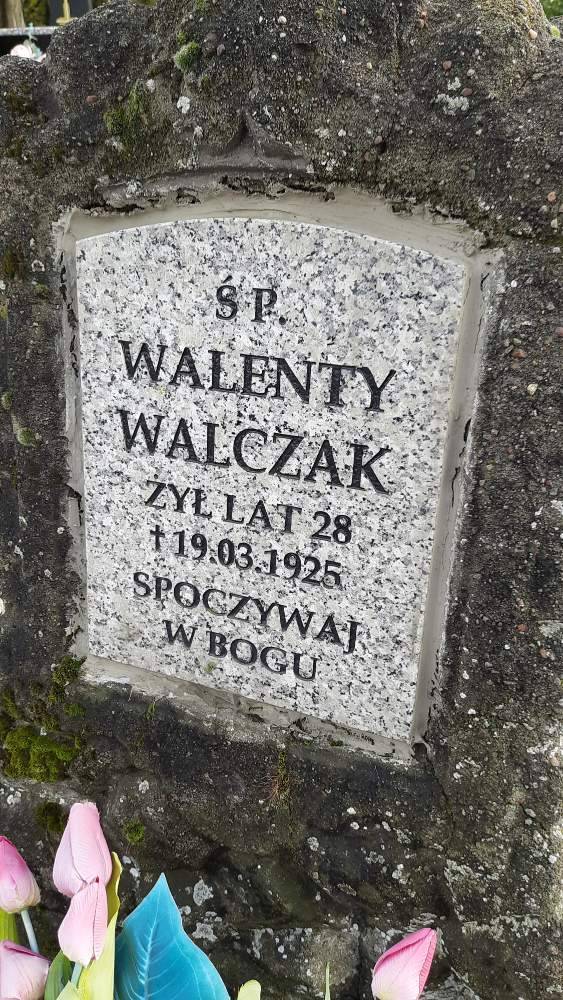 Ś P.
WALENTY
WALCZAK
ŻYŁ LAT 28
†19.03.1925
SPOCZYWAJ
W BOGU